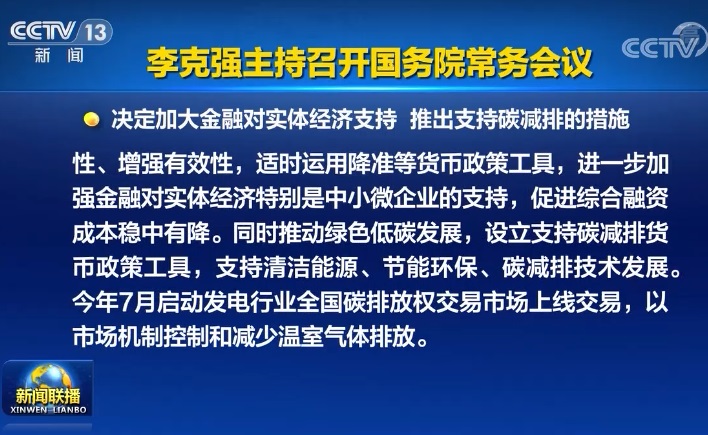 CCTV 13
新闻
CCTV
李克强主持召开国务院常务会议
决定加大金融对实体经济支持 推出支持碳减排的措施
性、增强有效性，适时运用降准等货币政策工具，进一步加
强金融对实体经济特别是中小微企业的支持，促进综合融资
成本稳中有降。同时推动绿色低碳发展，设立支持碳减排货
币政策工具，支持清洁能源、节能环保、碳减排技术发展。
今年7月启动发电行业全国碳排放权交易市场上线交易，以
市场机制控制和减少温室气体排放。
新闻联播
XINWEN LIANBO